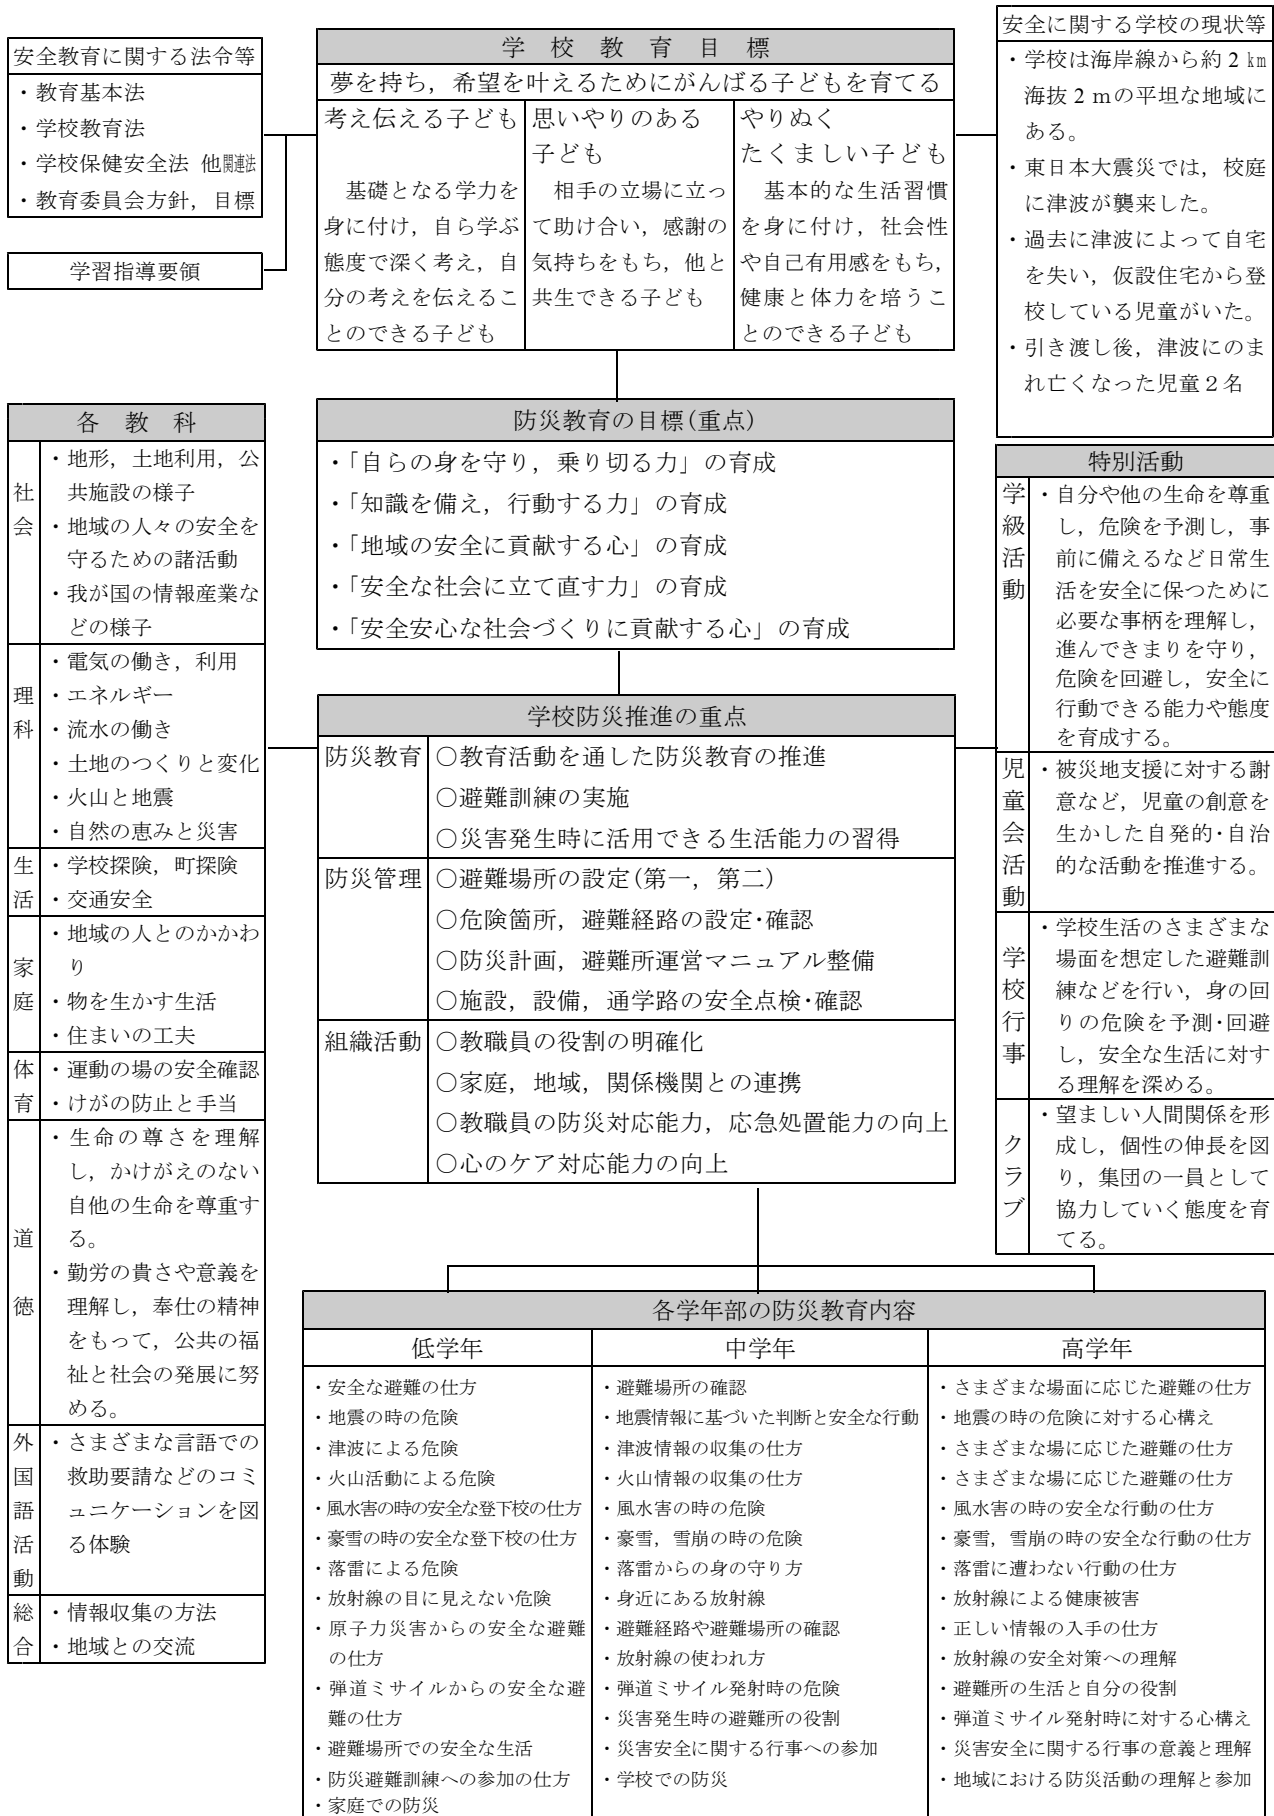 安全教育に関する法令等
・教育基本法
・学校教育法
・学校保健安全法 他関連法
・教育委員会方針，目標
学習指導要領
学校教育目標
夢を持ち，希望を叶えるためにがんばる子どもを育てる
考え伝える子ども
基礎となる学力を
身に付け，自ら学ぶ
態度で深く考え，自
分の考えを伝えるこ
とのできる子ども
思いやりのある
子ども
相手の立場に立っ
て助け合い，感謝の
気持ちをもち，他と
共生できる子ども
やりぬく
たくましい子ども
基本的な生活習慣
を身に付け，社会性
や自己有用感をもち，
健康と体力を培うこ
とのできる子ども
安全に関する学校の現状等
・学校は海岸線から約２㎞
海抜２ｍの平坦な地域に
ある。
・東日本大震災では，校庭
に津波が襲来した。
・過去に津波によって自宅
を失い，仮設住宅から登
校している児童がいた。
・引き渡し後，津波にのま
れ亡くなった児童２名
防災教育の目標(重点)
・「自らの身を守り，乗り切る力」の育成
・「知識を備え，行動する力」の育成
・「地域の安全に貢献する心」の育成
・「安全な社会に立て直す力」の育成
・「安全安心な社会づくりに貢献する心」の育成
各教科
社会
・地形，土地利用，公
共施設の様子
・地域の人々の安全を
守るための諸活動
・我が国の情報産業な
どの様子
理科
・電気の働き，利用
・エネルギー
・流水の働き
・土地のつくりと変化
・火山と地震
・自然の恵みと災害
生活
・学校探険，町探険
・交通安全
家庭
・地域の人とのかかわ
り
・物を生かす生活
・住まいの工夫
体育
・運動の場の安全確認
・けがの防止と手当
道徳
・生命の尊さを理解
し，かけがえのない
自他の生命を尊重す
る。
・勤労の貴さや意義を
理解し，奉仕の精神
をもって，公共の福
祉と社会の発展に努
める。
外国語活動
・さまざまな言語での
救助要請などのコミ
ュニケーションを図
る体験
総合
・情報収集の方法
・地域との交流
学校防災推進の重点
防災教育
○教育活動を通した防災教育の推進
○避難訓練の実施
○災害発生時に活用できる生活能力の習得
防災管理
○避難場所の設定(第一，第二)
○危険箇所，避難経路の設定・確認
○防災計画，避難所運営マニュアル整備
○施設，設備，通学路の安全点検・確認
組織活動
○教職員の役割の明確化
○家庭，地域，関係機関との連携
○教職員の防災対応能力，応急処置能力の向上
○心のケア対応能力の向上
特別活動
学級活動
・自分や他の生命を尊重
し，危険を予測し，事
前に備えるなど日常生
活を安全に保つために
必要な事柄を理解し，
進んできまりを守り，
危険を回避し，安全に
行動できる能力や態度
を育成する。
児童会活動
・被災地支援に対する謝
意など，児童の創意を
生かした自発的・自治
的な活動を推進する。
学校行事
・学校生活のさまざまな
場面を想定した避難訓
練などを行い，身の回
りの危険を予測・回避
し，安全な生活に対す
る理解を深める。
クラブ
・望ましい人間関係を形
成し，個性の伸長を図
り，集団の一員として
協力していく態度を育
てる。
各学年部の防災教育内容
低学年
・安全な避難の仕方
・地震の時の危険
・津波による危険
・火山活動による危険
・風水害の時の安全な登下校の仕方
・豪雪の時の安全な登下校の仕方
・落雷による危険
・放射線の目に見えない危険
・原子力災害からの安全な避難
の仕方
・弾道ミサイルからの安全な避
難の仕方
・避難場所での安全な生活
・防災避難訓練への参加の仕方
・家庭での防災
中学年
・避難場所の確認
・地震情報に基づいた判断と安全な行動
・津波情報の収集の仕方
・火山情報の収集の仕方
・風水害の時の危険
・豪雪，雪崩の時の危険
・落雷からの身の守り方
・身近にある放射線
・避難経路や避難場所の確認
・放射線の使われ方
・弾道ミサイル発射時の危険
・災害発生時の避難所の役割
・災害安全に関する行事への参加
・学校での防災
高学年
・さまざまな場面に応じた避難の仕方
・地震の時の危険に対する心構え
・さまざまな場に応じた避難の仕方
・さまざまな場に応じた避難の仕方
・風水害の時の安全な行動の仕方
・豪雪，雪崩の時の安全な行動の仕方
・落雷に遭わない行動の仕方
・放射線による健康被害
・正しい情報の入手の仕方
・放射線の安全対策への理解
・避難所の生活と自分の役割
・弾道ミサイル発射時に対する心構え
・災害安全に関する行事の意義と理解
・地域における防災活動の理解と参加